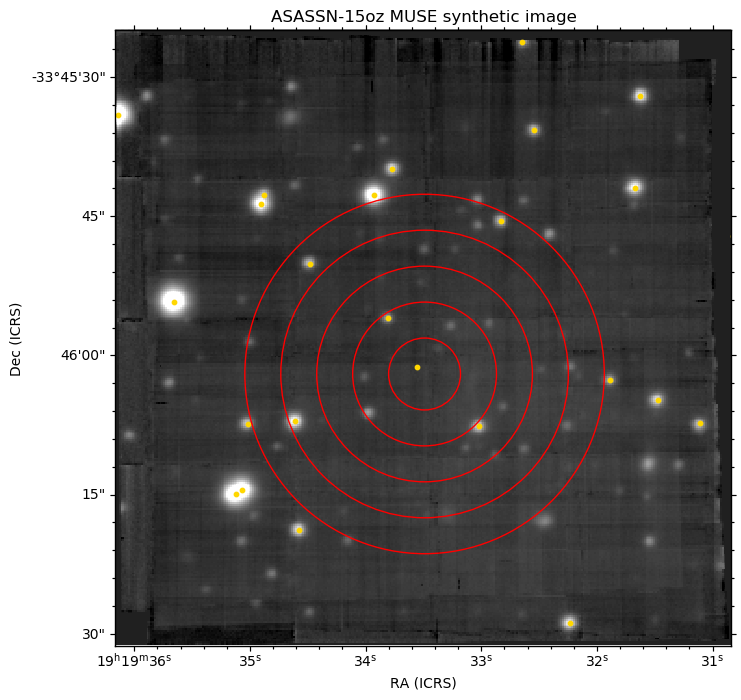 ASASSN-15oz MUSE synthetic image
-33°45'30"
45"
46'00"
15"
30"
19ʰ19ᵐ36ˢ 35ˢ 34ˢ 33ˢ 32ˢ 31ˢ
Dec (ICRS)
RA (ICRS)